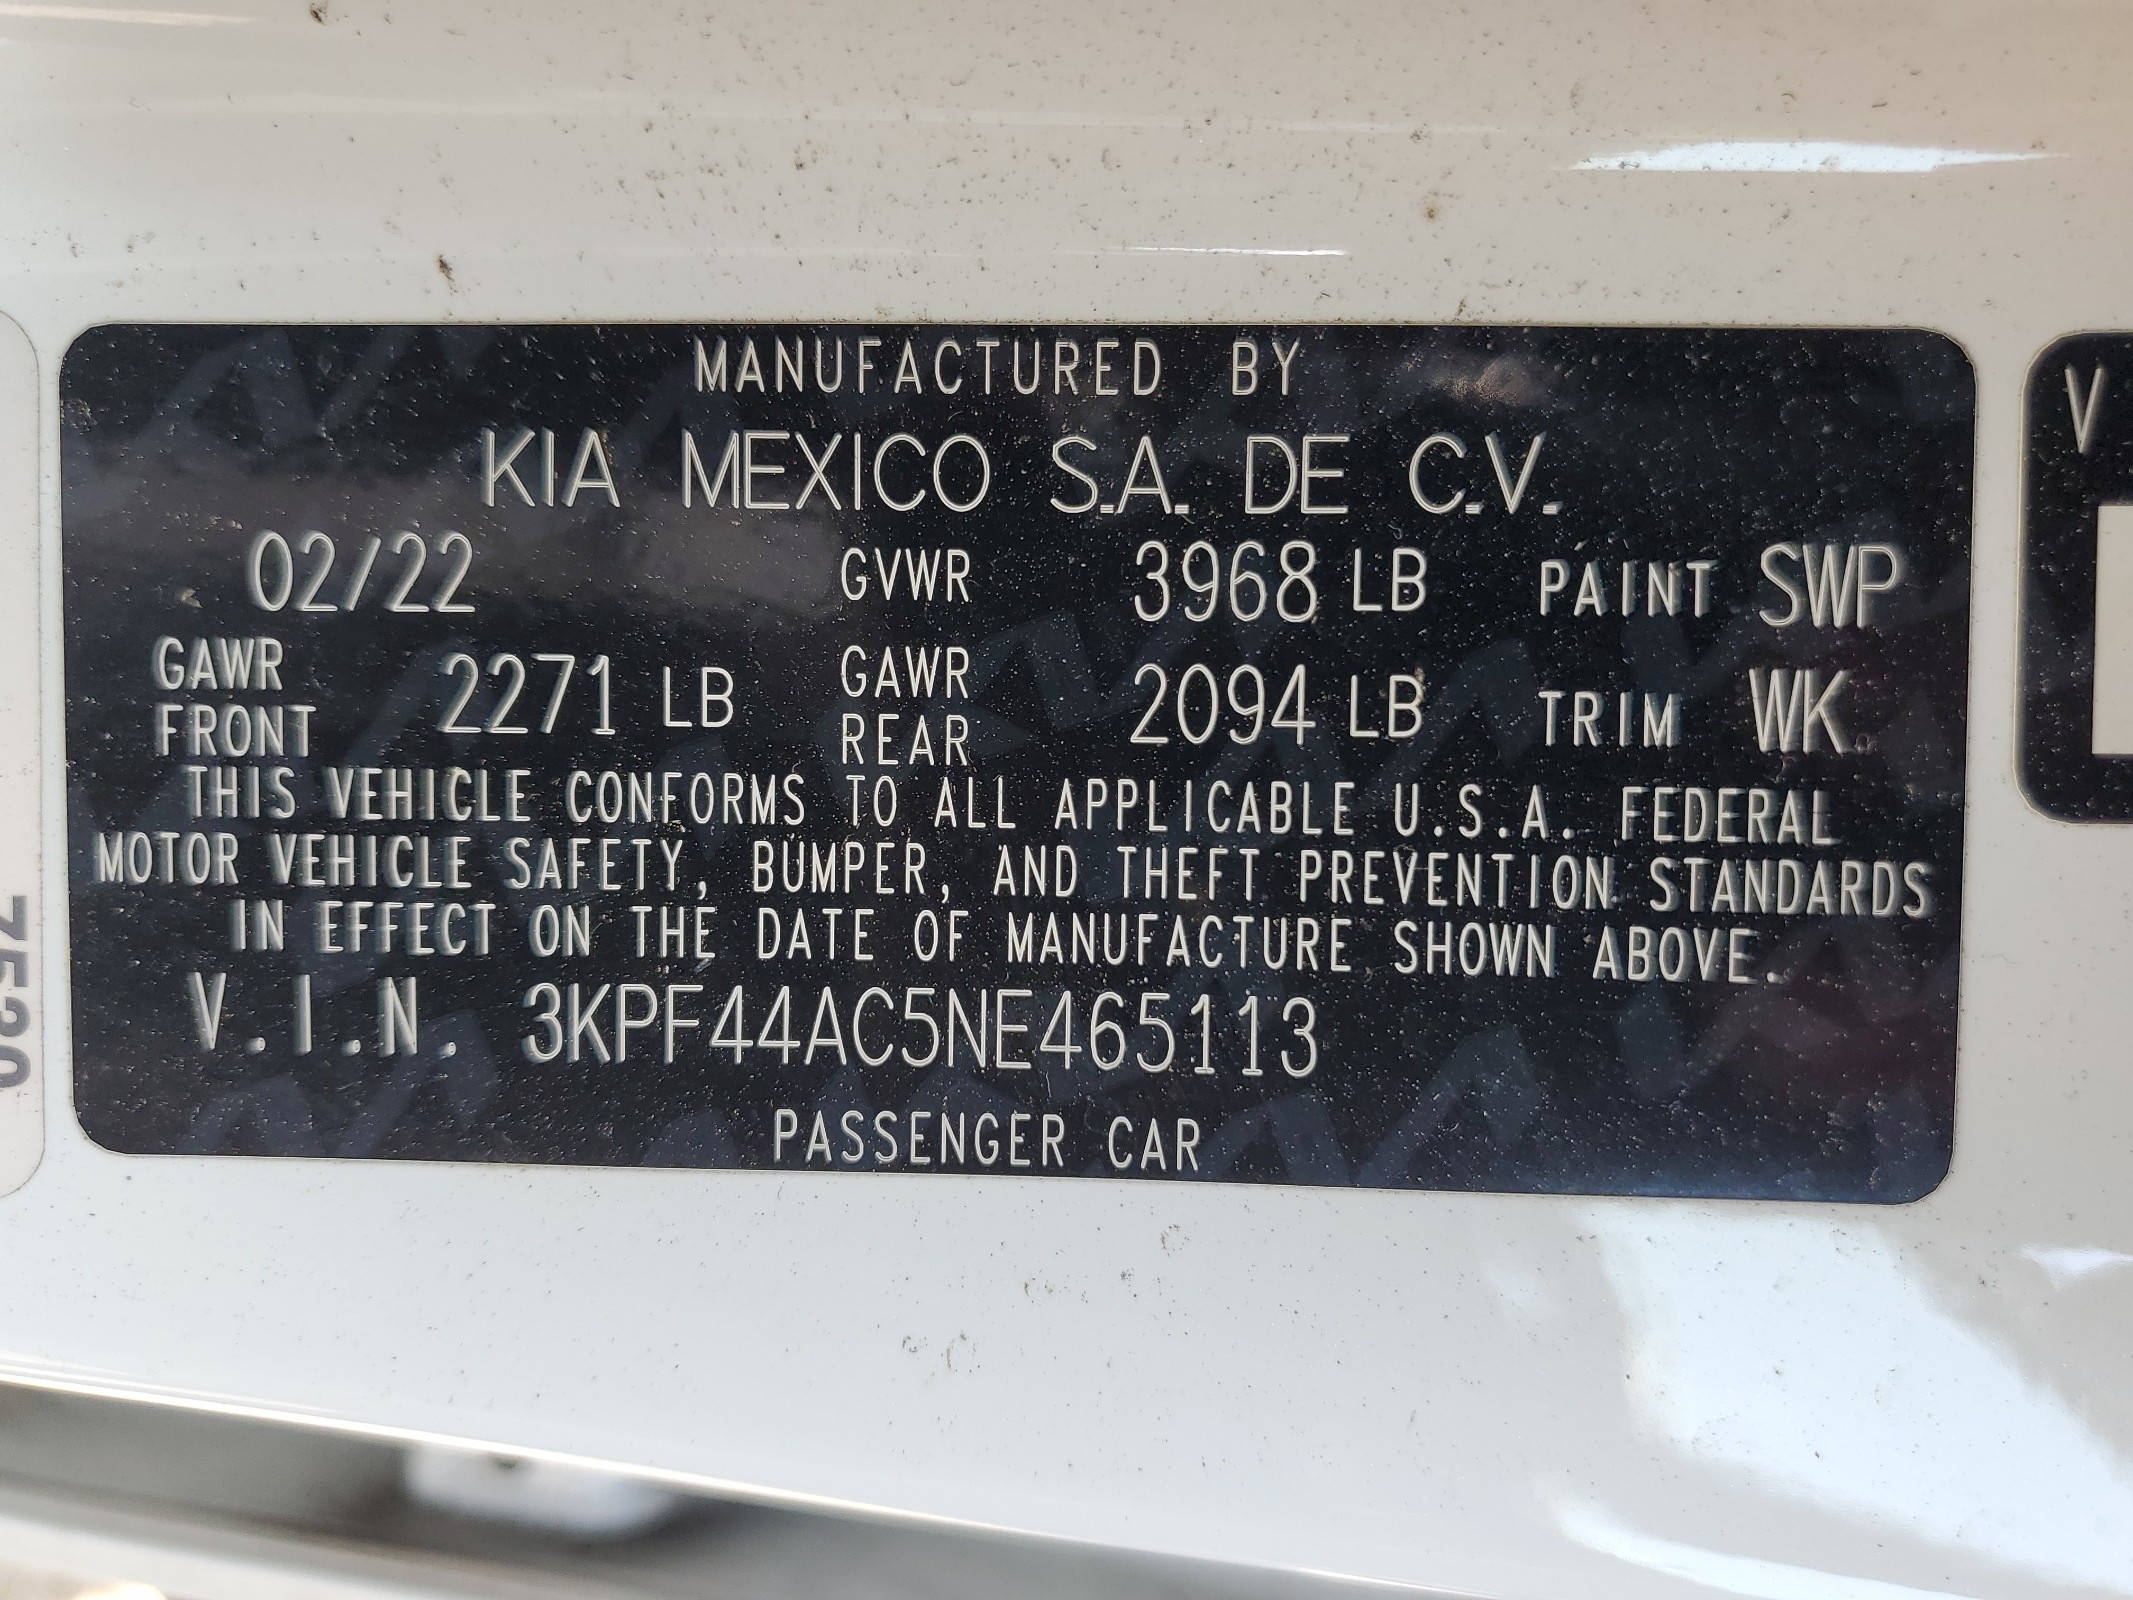 MANUFACTURED BY
KIA MEXICO S.A. DE C.V.
02/22 GVWR 3968 LB PAINT SWP
GAWR FRONT 2271 LB GAWR REAR 2094 LB TRIM WK
THIS VEHICLE CONFORMS TO ALL APPLICABLE U.S.A. FEDERAL
MOTOR VEHICLE SAFETY, BUMPER, AND THEFT PREVENTION STANDARDS
IN EFFECT ON THE DATE OF MANUFACTURE SHOWN ABOVE.
V.I.N. 3KPF44AC5NE465113
PASSENGER CAR
V